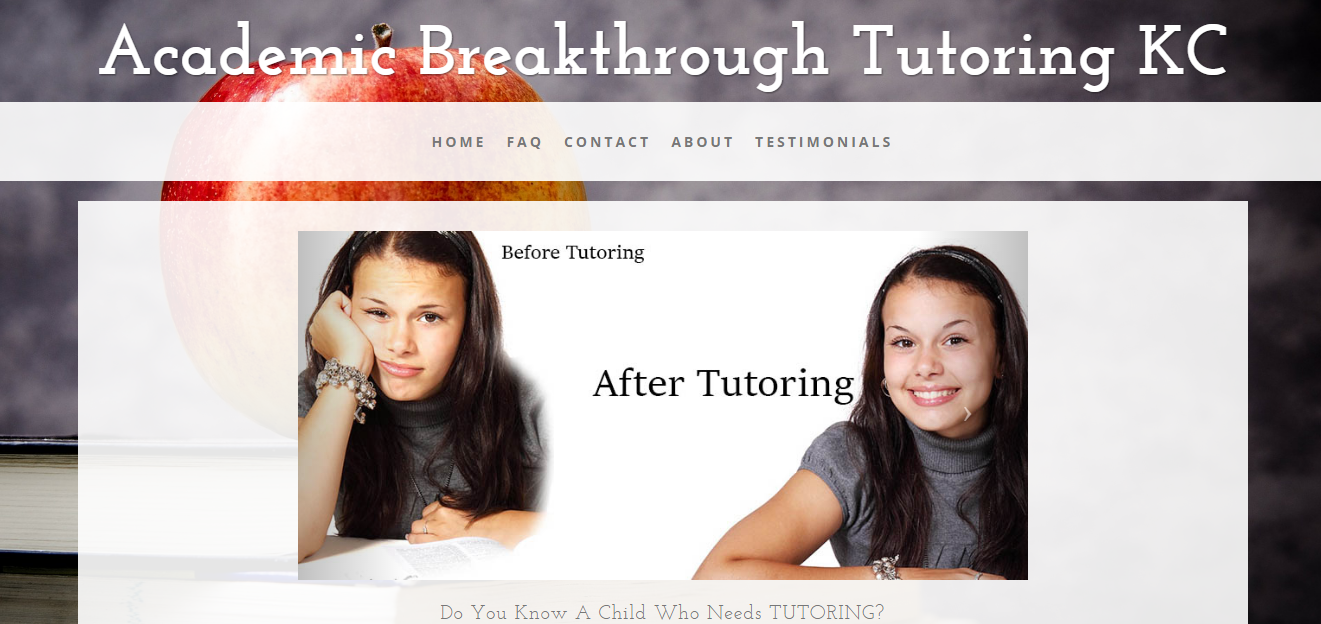 Academic Breakthrough Tutoring KC
HOME FAQ CONTACT ABOUT TESTIMONIALS
Before Tutoring
After Tutoring
Do You Know A Child Who Needs TUTORING?